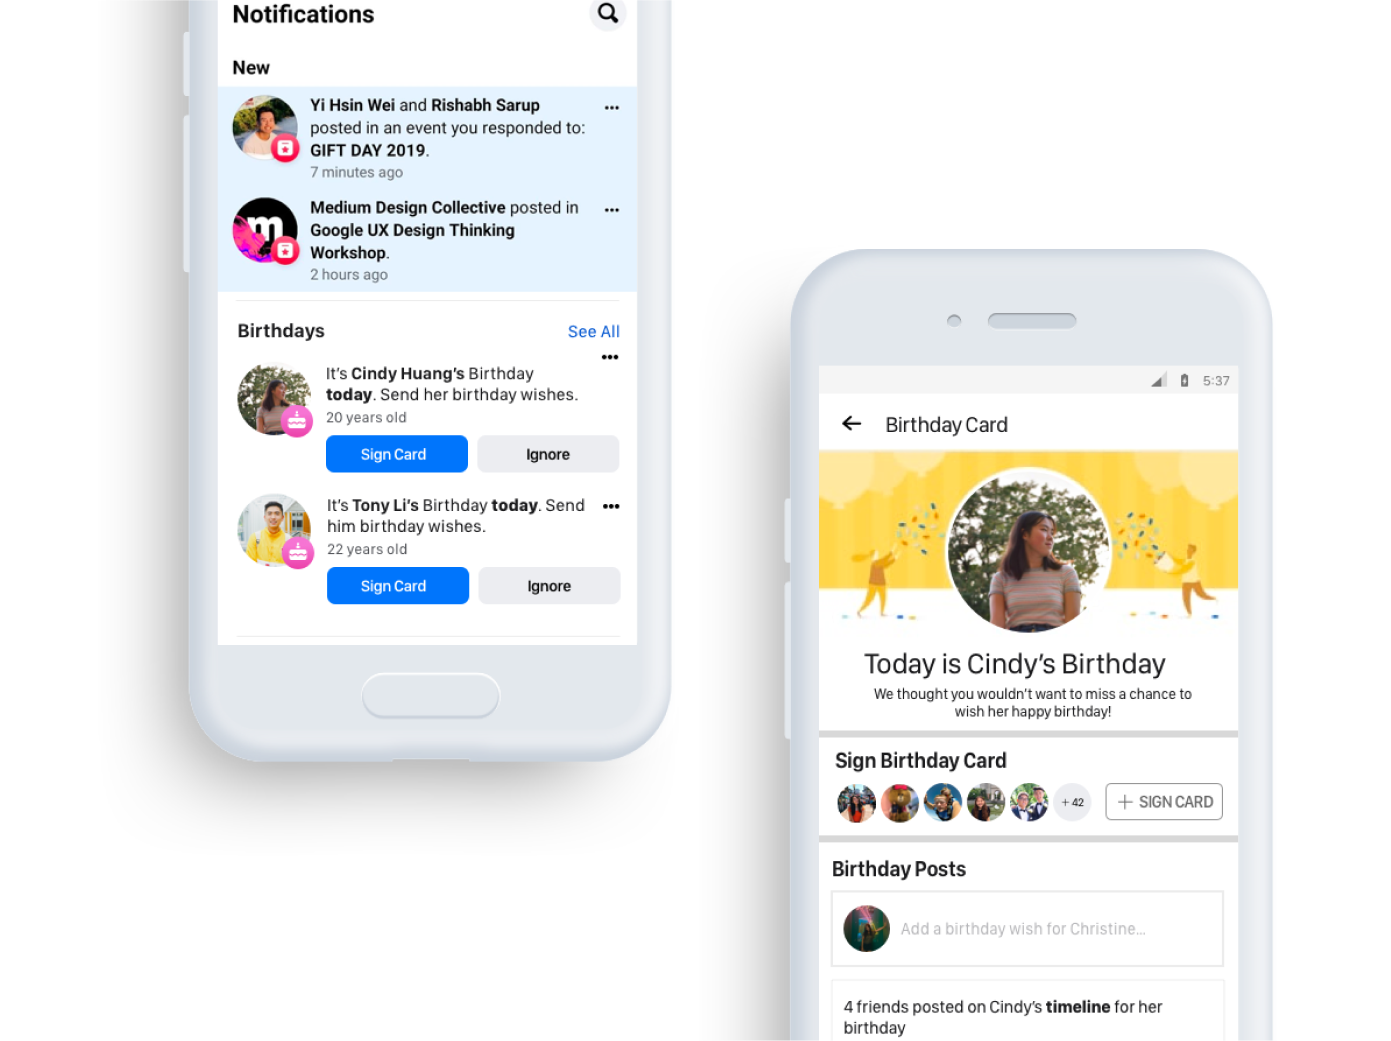 Notifications
New
Yi Hsin Wei and Rishabh Sarup
posted in an event you responded to:
GIFT DAY 2019.
7 minutes ago
m
Medium Design Collective posted in
Google UX Design Thinking
Workshop.
2 hours ago
Birthdays
See All
It's Cindy Huang's Birthday
today. Send her birthday wishes.
20 years old
Sign Card
Ignore
It's Tony Li's Birthday today. Send
him birthday wishes.
22 years old
Sign Card
Ignore
5:37
Birthday Card
Today is Cindy's Birthday
We thought you wouldn't want to miss a chance to
wish her happy birthday!
Sign Birthday Card
+ 42
+ SIGN CARD
Birthday Posts
Add a birthday wish for Christine...
4 friends posted on Cindy's timeline for her
birthday